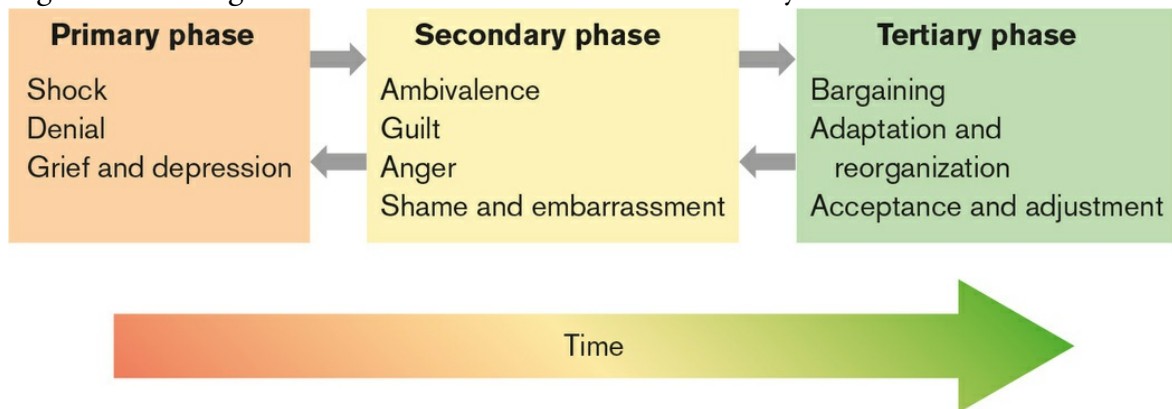 Primary phase
Shock
Denial
Grief and depression
Secondary phase
Ambivalence
Guilt
Anger
Shame and embarrassment
Tertiary phase
Bargaining
Adaptation and
reorganization
Acceptance and adjustment
Time